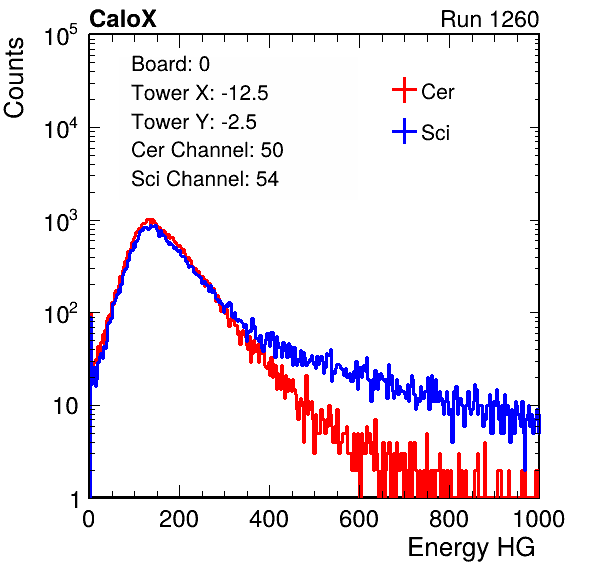 CaloX Run 1260
Counts
10^5
10^4
10^3
10^2
10
1
Board: 0
Tower X: -12.5
Tower Y: -2.5
Cer Channel: 50
Sci Channel: 54
Cer
Sci
0 200 400 600 800 1000
Energy HG